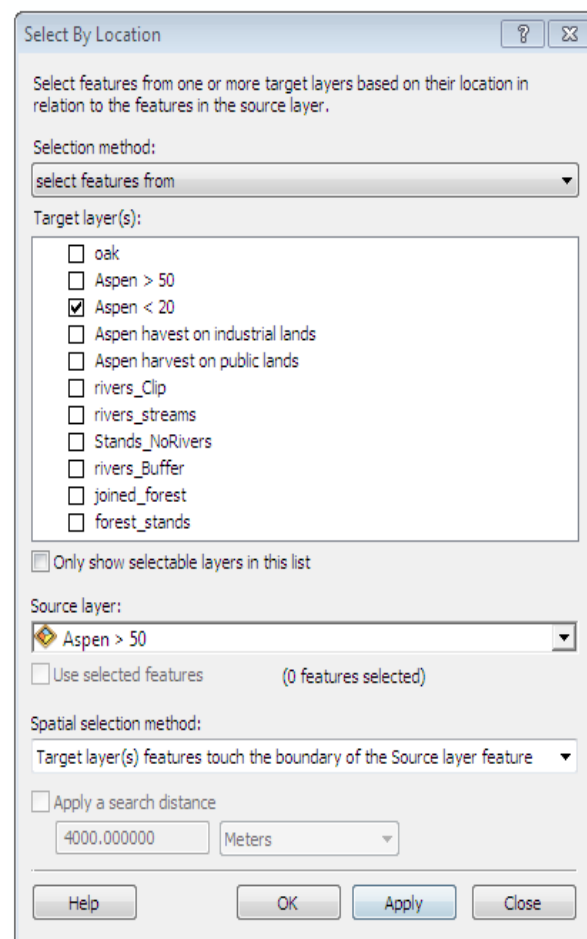 Select By Location
Select features from one or more target layers based on their location in
relation to the features in the source layer.
Selection method:
select features from
Target layer(s):
oak
Aspen > 50
Aspen < 20
Aspen havest on industrial lands
Aspen harvest on public lands
rivers_Clip
rivers_streams
Stands_NoRivers
rivers_Buffer
joined_forest
forest_stands
Only show selectable layers in this list
Source layer:
Aspen > 50
Use selected features (0 features selected)
Spatial selection method:
Target layer(s) features touch the boundary of the Source layer feature
Apply a search distance
4000.000000 Meters
Help OK Apply Close